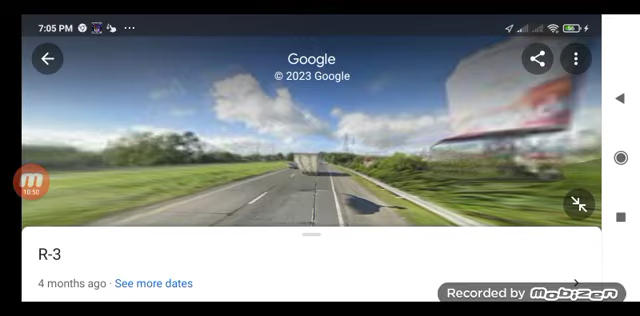 7:05 PM
Google
© 2023 Google
10:50
R-3
4 months ago · See more dates
Recorded by mobizen